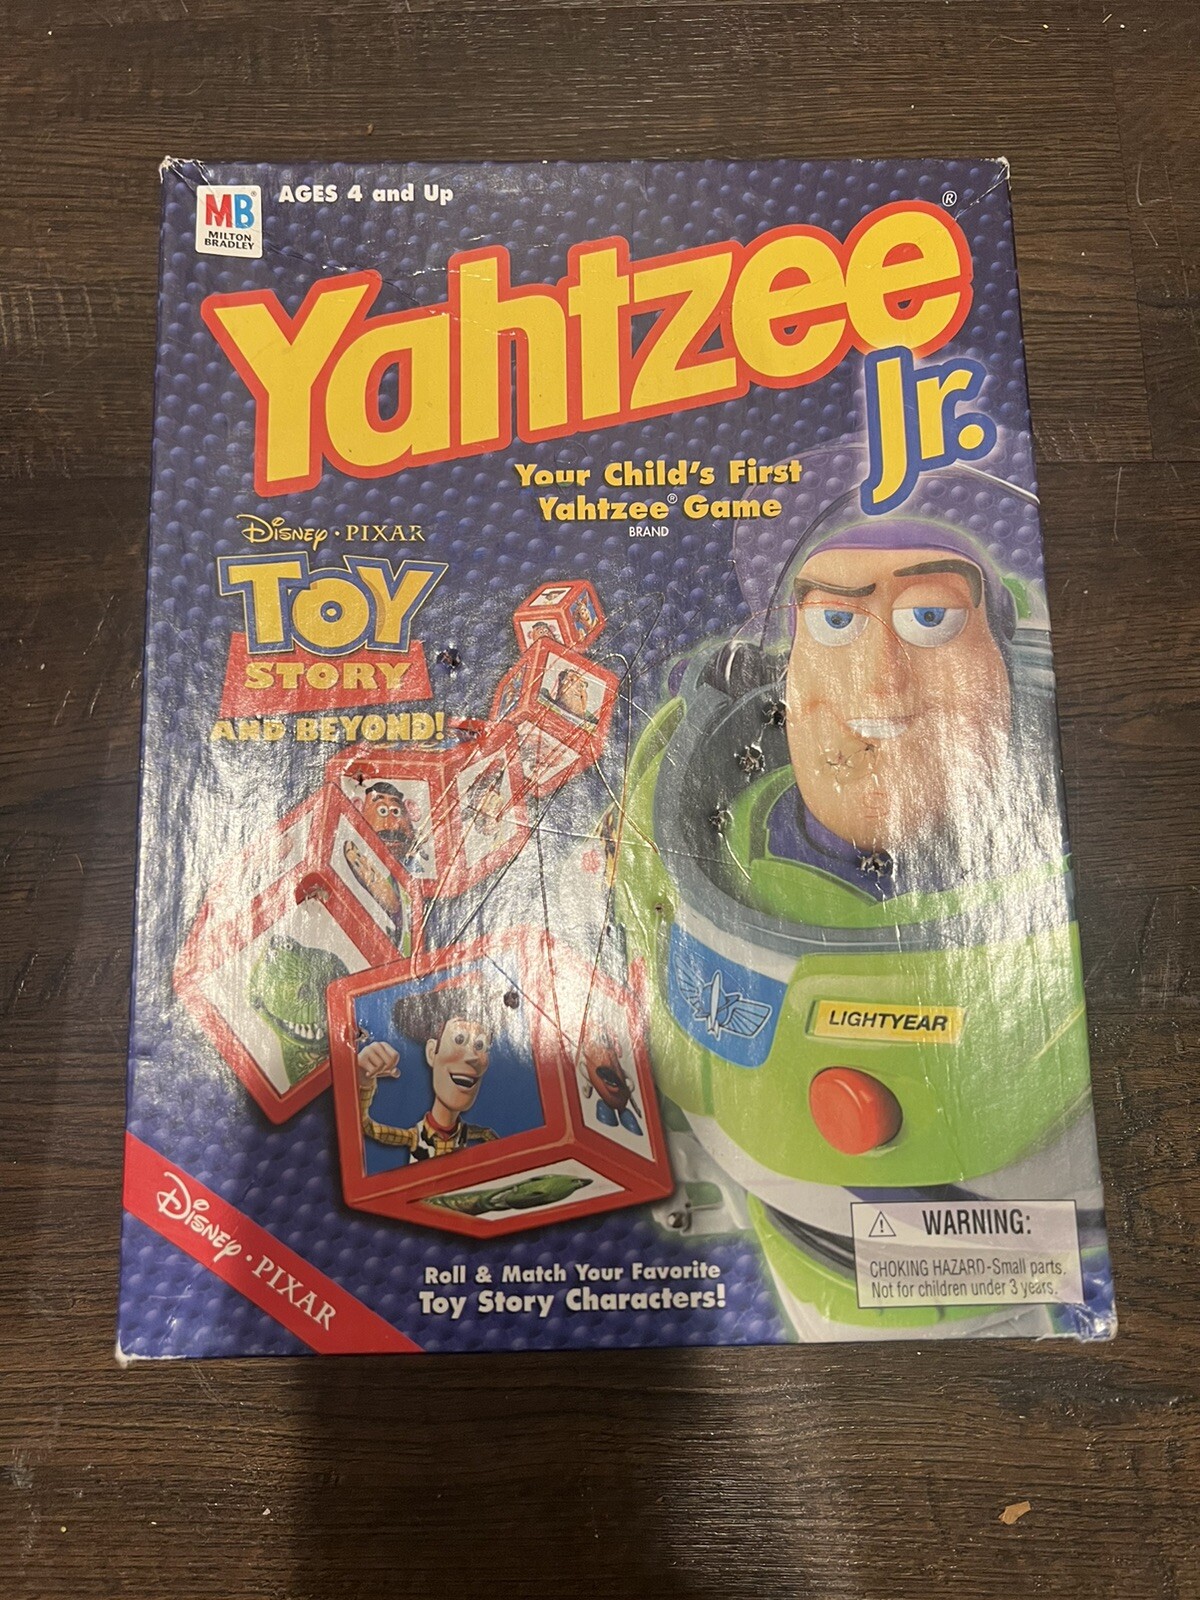 MB®
MILTON
BRADLEY
AGES 4 and Up
Yahtzee®
Jr.
Your Child's First
Yahtzee® Game
BRAND
Disney • PIXAR
TOY
STORY
AND BEYOND!
LIGHTYEAR
Disney • PIXAR
Roll & Match Your Favorite
Toy Story Characters!
⚠ WARNING:
CHOKING HAZARD-Small parts.
Not for children under 3 years.